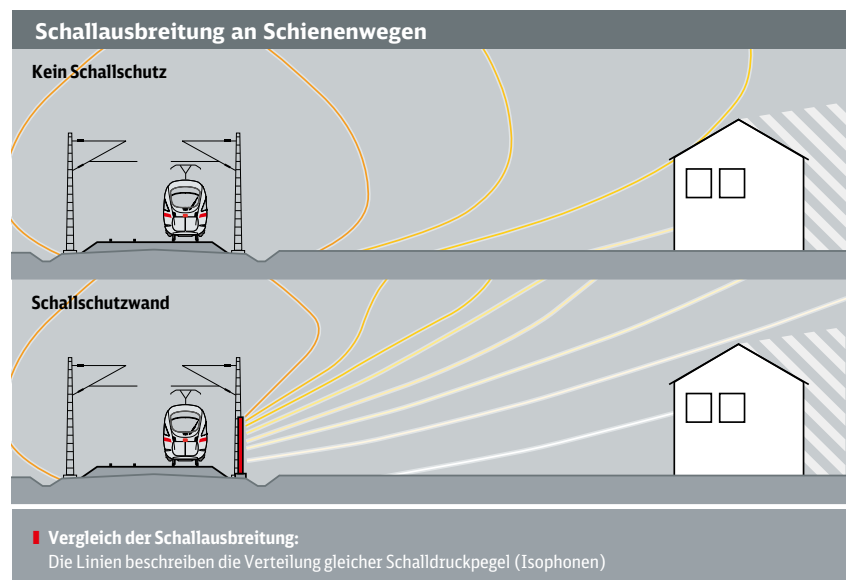 Schallausbreitung an Schienenwegen
Kein Schallschutz
Schallschutzwand
Vergleich der Schallausbreitung:
Die Linien beschreiben die Verteilung gleicher Schalldruckpegel (Isophonen)